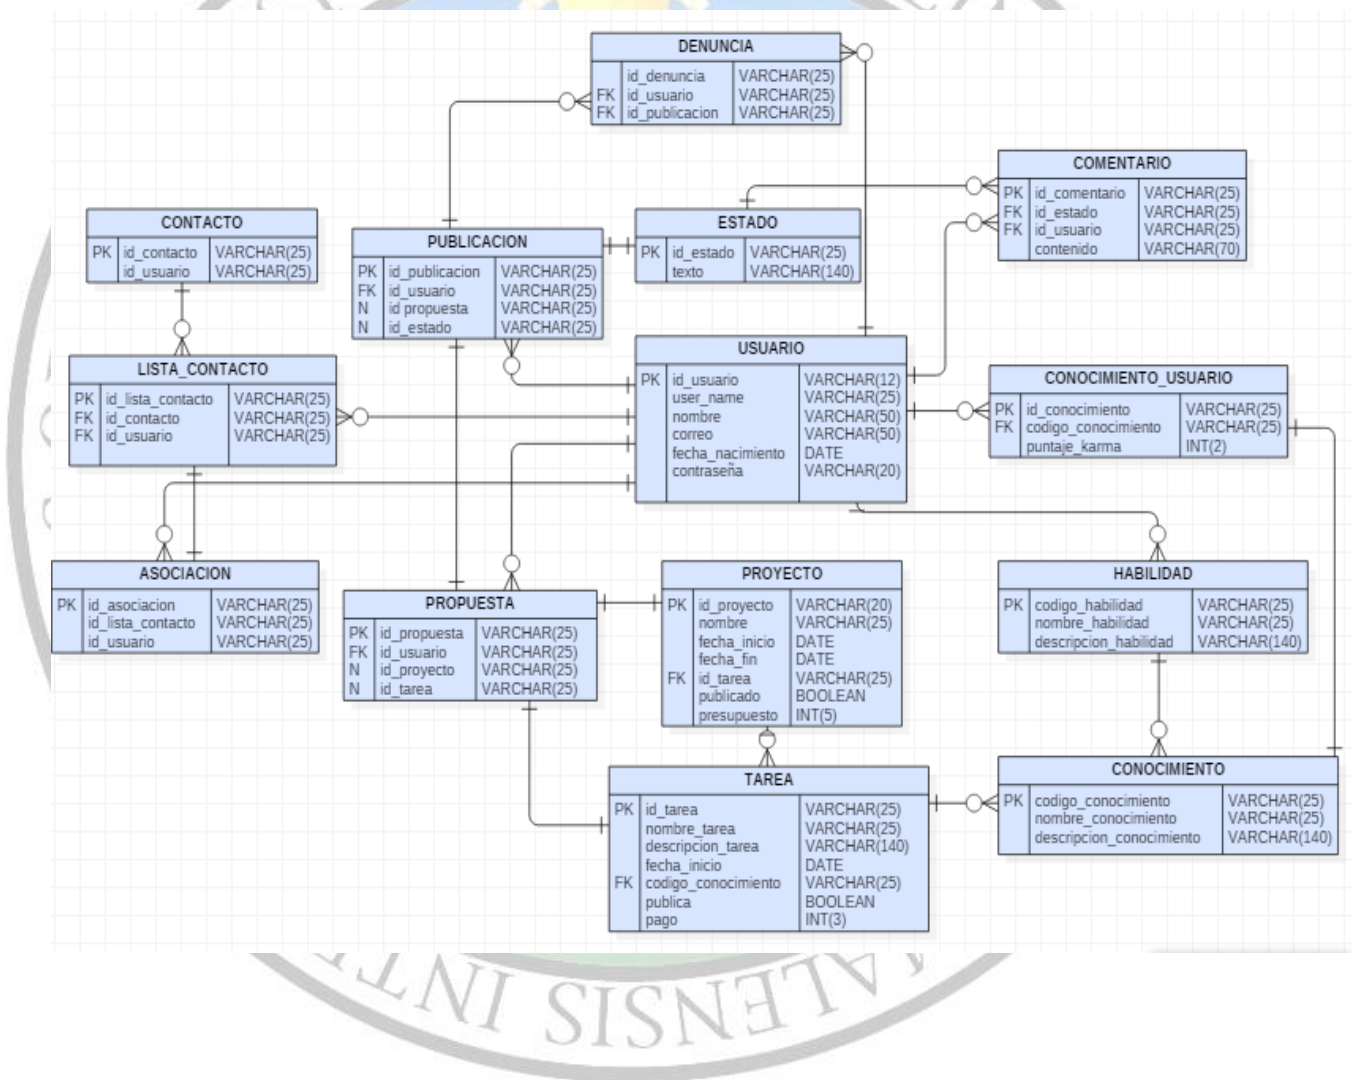 DENUNCIA
id_denuncia VARCHAR(25)
FK id_usuario VARCHAR(25)
FK id_publicacion VARCHAR(25)
COMENTARIO
PK id_comentario VARCHAR(25)
FK id_estado VARCHAR(25)
FK id_usuario VARCHAR(25)
contenido VARCHAR(70)
CONTACTO
PK id_contacto VARCHAR(25)
id_usuario VARCHAR(25)
PUBLICACION
PK id_publicacion VARCHAR(25)
FK id_usuario VARCHAR(25)
N id propuesta VARCHAR(25)
N id_estado VARCHAR(25)
ESTADO
PK id_estado VARCHAR(25)
texto VARCHAR(140)
LISTA_CONTACTO
PK id_lista_contacto VARCHAR(25)
FK id_contacto VARCHAR(25)
FK id_usuario VARCHAR(25)
USUARIO
PK id_usuario VARCHAR(12)
user_name VARCHAR(25)
nombre VARCHAR(50)
correo VARCHAR(50)
fecha_nacimiento DATE
contraseña VARCHAR(20)
CONOCIMIENTO_USUARIO
PK id_conocimiento VARCHAR(25)
FK codigo_conocimiento VARCHAR(25)
puntaje_karma INT(2)
ASOCIACION
PK id_asociacion VARCHAR(25)
id_lista_contacto VARCHAR(25)
id_usuario VARCHAR(25)
PROPUESTA
PK id_propuesta VARCHAR(25)
FK id_usuario VARCHAR(25)
N id_proyecto VARCHAR(25)
N id_tarea VARCHAR(25)
PROYECTO
PK id_proyecto VARCHAR(20)
nombre VARCHAR(25)
fecha_inicio DATE
fecha_fin DATE
FK id_tarea VARCHAR(25)
publicado BOOLEAN
presupuesto INT(5)
HABILIDAD
PK codigo_habilidad VARCHAR(25)
nombre_habilidad VARCHAR(25)
descripcion_habilidad VARCHAR(140)
TAREA
PK id_tarea VARCHAR(25)
nombre_tarea VARCHAR(25)
descripcion_tarea VARCHAR(140)
fecha_inicio DATE
FK codigo_conocimiento VARCHAR(25)
publica BOOLEAN
pago INT(3)
CONOCIMIENTO
PK codigo_conocimiento VARCHAR(25)
nombre_conocimiento VARCHAR(25)
descripcion_conocimiento VARCHAR(140)